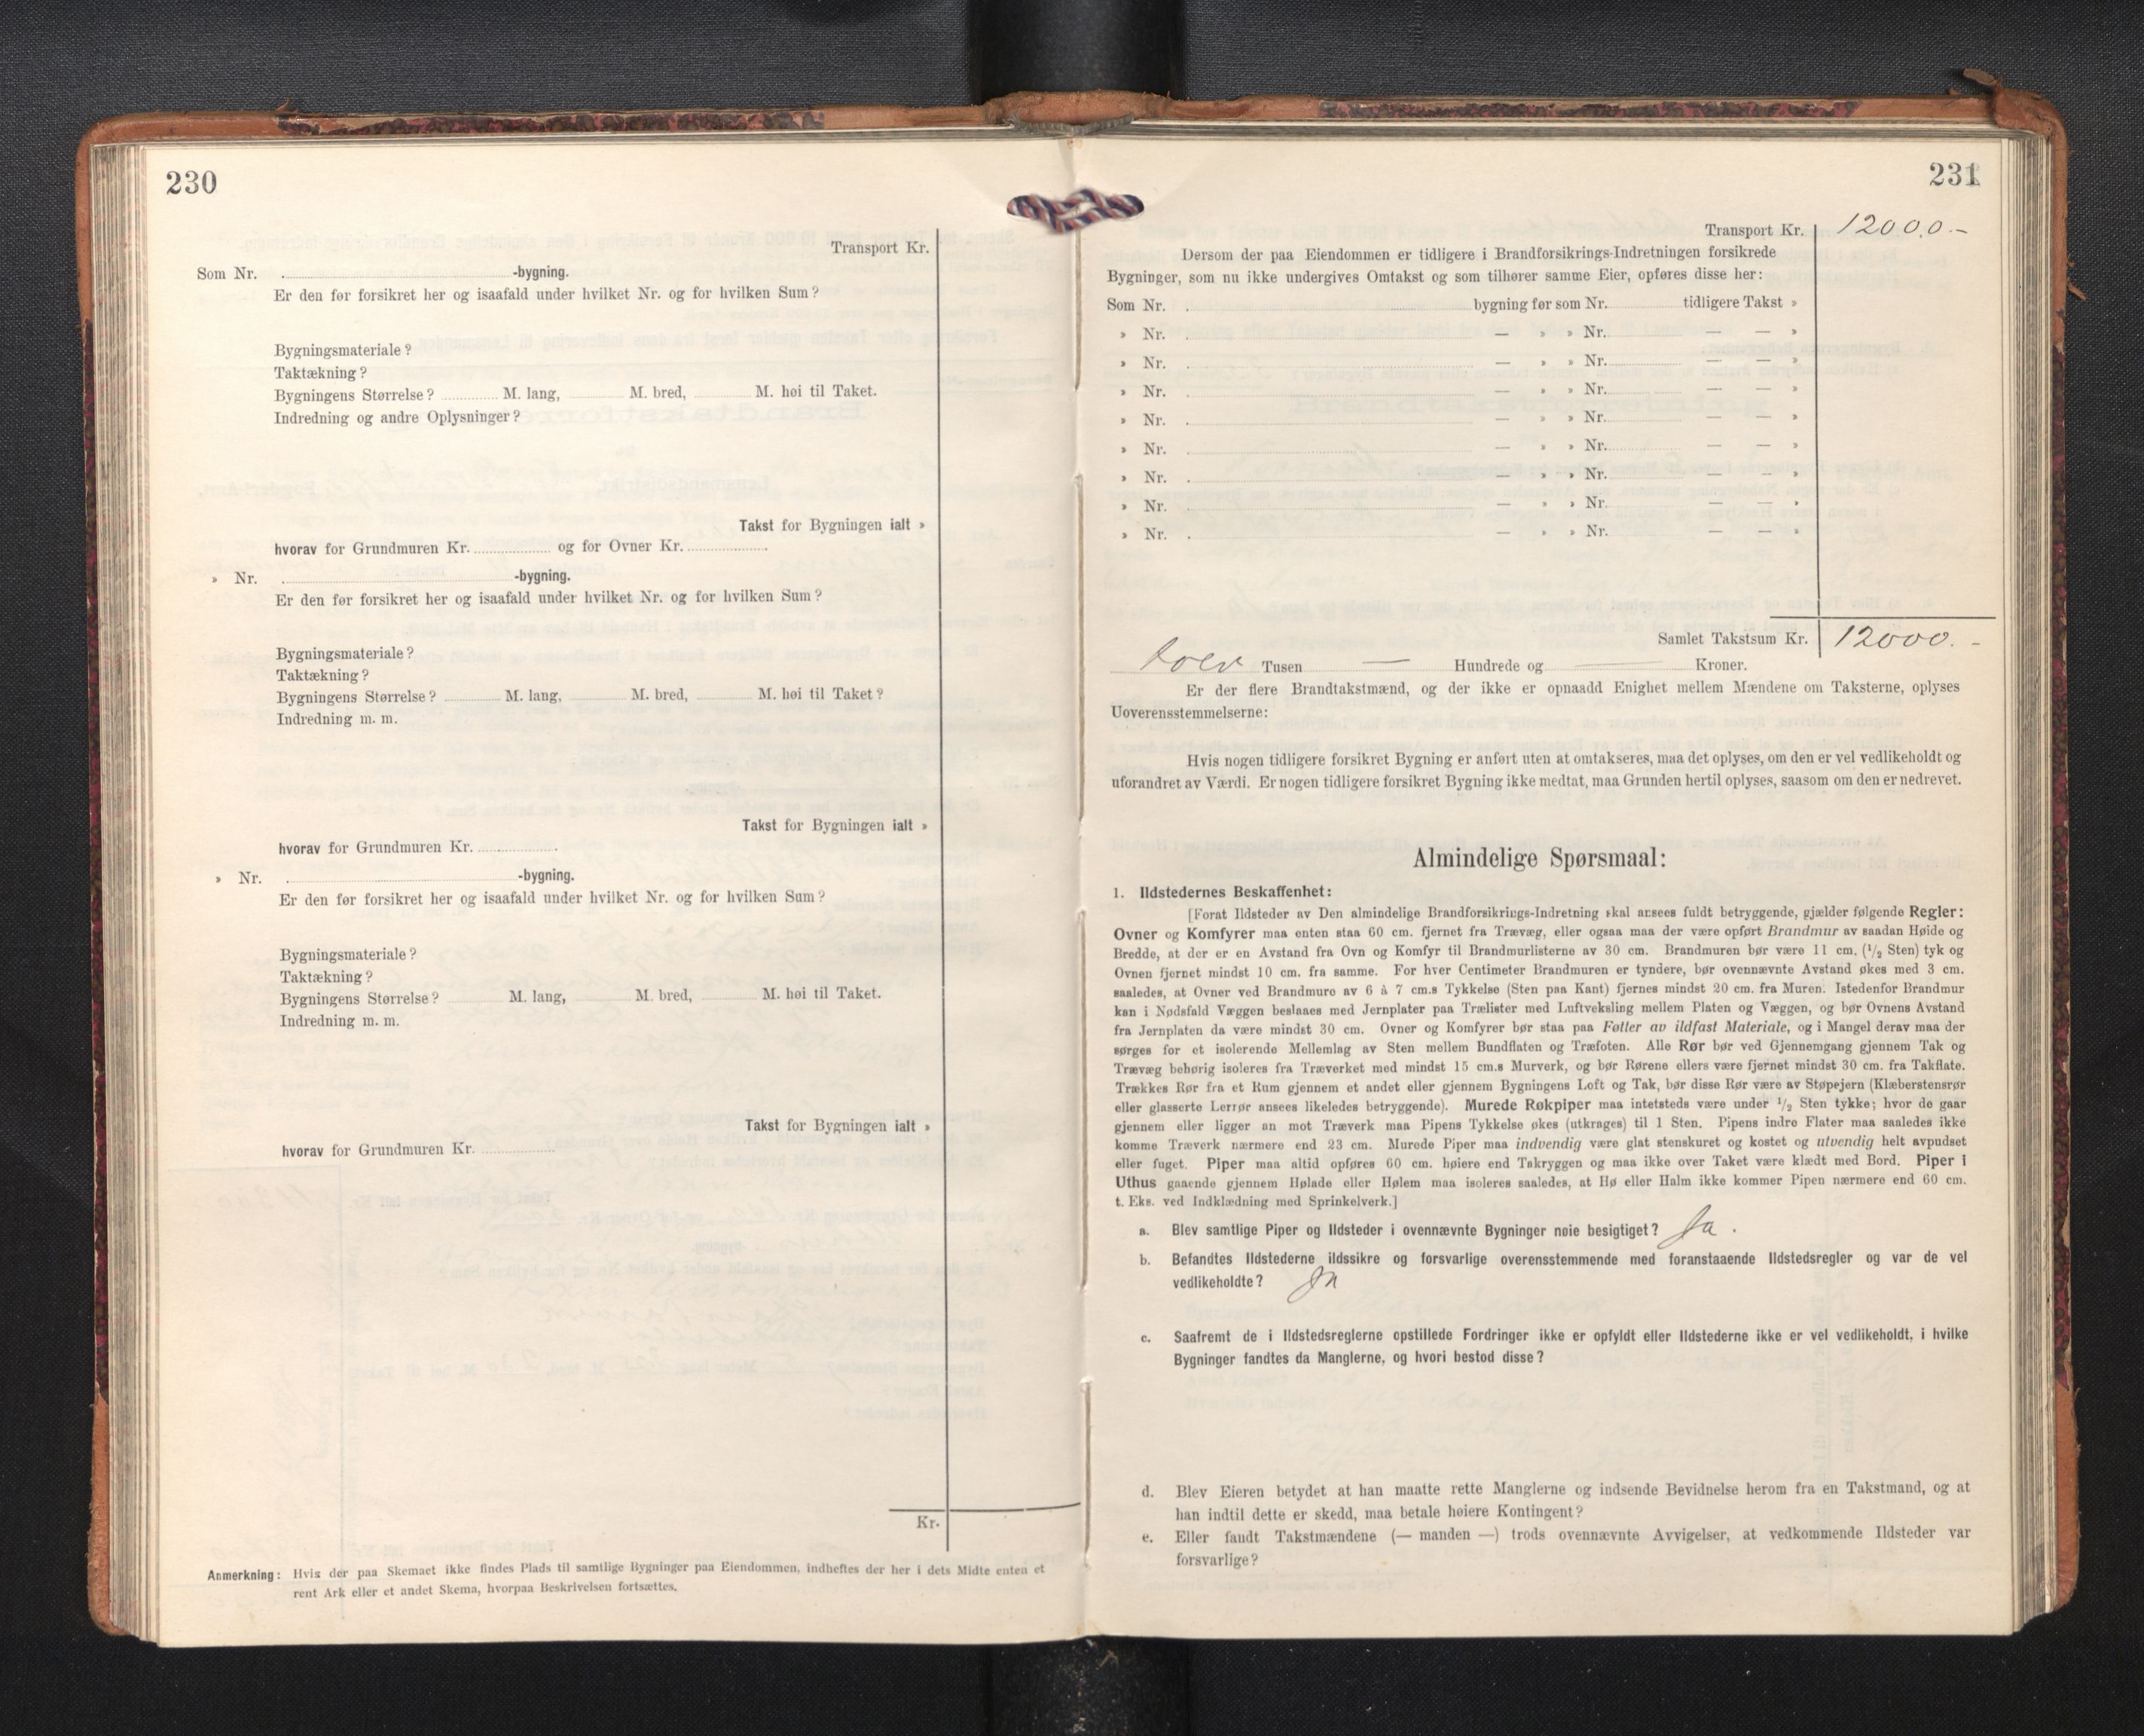 230
Transport Kr.
Som Nr. -bygning.
Er den før forsikret her og isaafald under hvilket Nr. og for hvilken Sum?
Bygningsmateriale?
Taktækning?
Bygningens Størrelse? M. lang, M. bred, M. høi til Taket.
Indredning og andre Oplysninger?
Takst for Bygningen ialt »
hvorav for Grundmuren Kr. og for Ovner Kr.
» Nr. -bygning.
Er den før forsikret her og isaafald under hvilket Nr. og for hvilken Sum?
Bygningsmateriale?
Taktækning?
Bygningens Størrelse? M. lang, M. bred, M. høi til Taket?
Indredning m. m.
Takst for Bygningen ialt »
hvorav for Grundmuren Kr.
» Nr. -bygning.
Er den før forsikret her og isaafald under hvilket Nr. og for hvilken Sum?
Bygningsmateriale?
Taktækning?
Bygningens Størrelse? M. lang, M. bred, M. høi til Taket.
Indredning m. m.
Takst for Bygningen ialt »
hvorav for Grundmuren Kr.
Kr.
Anmerkning: Hvis der paa Skemaet ikke findes Plads til samtlige Bygninger paa Eiendommen, indheftes der her i dets Midte enten et
rent Ark eller et andet Skema, hvorpaa Beskrivelsen fortsættes.
231
Transport Kr. 12000.-
Dersom der paa Eiendommen er tidligere i Brandforsikrings-Indretningen forsikrede
Bygninger, som nu ikke undergives Omtakst og som tilhører samme Eier, opføres disse her:
Som Nr. bygning før som Nr. tidligere Takst »
» Nr. — » » Nr. — — »
» Nr. — » » Nr. — — »
» Nr. — » » Nr. — — »
» Nr. — » » Nr. — — »
» Nr. — » » Nr. — — »
» Nr. — » » Nr. — — »
» Nr. — » » Nr. — — »
» Nr. — » » Nr. — — »
Samlet Takstsum Kr. 12000.-
tolv Tusen — Hundrede og — Kroner.
Er der flere Brandtakstmænd, og der ikke er opnaadd Enighet mellem Mændene om Taksterne, oplyses
Uoverensstemmelserne:
Hvis nogen tidligere forsikret Bygning er anført uten at omtakseres, maa det oplyses, om den er vel vedlikeholdt og
uforandret av Værdi. Er nogen tidligere forsikret Bygning ikke medtat, maa Grunden hertil oplyses, saasom om den er nedrevet.
Almindelige Spørsmaal:
1. Ildstedernes Beskaffenhet:
[Forat Ildsteder av Den almindelige Brandforsikrings-Indretning skal ansees fuldt betryggende, gjælder følgende Regler:
Ovner og Komfyrer maa enten staa 60 cm. fjernet fra Trævæg, eller ogsaa maa der være opført Brandmur av saadan Høide og
Bredde, at der er en Avstand fra Ovn og Komfyr til Brandmurlisterne av 30 cm. Brandmuren bør være 11 cm. (1/2 Sten) tyk og
Ovnen fjernet mindst 10 cm. fra samme. For hver Centimeter Brandmuren er tyndere, bør ovennævnte Avstand økes med 3 cm.
saaledes, at Ovner ved Brandmure av 6 à 7 cm.s Tykkelse (Sten paa Kant) fjernes mindst 20 cm. fra Muren. Istedenfor Brandmur
kan i Nødsfald Væggen beslaaes med Jernplater paa Trælister med Luftveksling mellem Platen og Væggen, og bør Ovnens Avstand
fra Jernplaten da være mindst 30 cm. Ovner og Komfyrer bør staa paa Føtter av ildfast Materiale, og i Mangel derav maa der
sørges for et isolerende Mellemlag av Sten mellem Bundflaten og Træfoten. Alle Rør bør ved Gjennemgang gjennem Tak og
Trævæg behørig isoleres fra Træverket med mindst 15 cm.s Murverk, og bør Rørene ellers være fjernet mindst 30 cm. fra Takflate.
Trækkes Rør fra et Rum gjennem et andet eller gjennem Bygningens Loft og Tak, bør disse Rør være av Støpejern (Klæberstensrør
eller glasserte Lerrør ansees likeledes betryggende). Murede Røkpiper maa intetsteds være under 1/2 Sten tykke; hvor de gaar
gjennem eller ligger an mot Træverk maa Pipens Tykkelse økes (utkrages) til 1 Sten. Pipens indre Flater maa saaledes ikke
komme Træverk nærmere end 23 cm. Murede Piper maa indvendig være glat stenskuret og kostet og utvendig helt avpudset
eller fuget. Piper maa altid opføres 60 cm. høiere end Takryggen og maa ikke over Taket være klædt med Bord. Piper i
Uthus gaaende gjennem Hølade eller Hølem maa isoleres saaledes, at Hø eller Halm ikke kommer Pipen nærmere end 60 cm.
t. Eks. ved Indklædning med Sprinkelverk.]
a. Blev samtlige Piper og Ildsteder i ovennævnte Bygninger nøie besigtiget? Ja.
b. Befandtes Ildstederne ildssikre og forsvarlige overensstemmende med foranstaaende Ildstedsregler og var de vel
vedlikeholdte? Ja
c. Saafremt de i Ildstedsreglerne opstillede Fordringer ikke er opfyldt eller Ildstederne ikke er vel vedlikeholdt, i hvilke
Bygninger fandtes da Manglerne, og hvori bestod disse?
d. Blev Eieren betydet at han maatte rette Manglerne og indsende Bevidnelse herom fra en Takstmand, og at
han indtil dette er skedd, maa betale høiere Kontingent?
e. Eller fandt Takstmændene (— manden —) trods ovennævnte Avvigelser, at vedkommende Ildsteder var
forsvarlige?